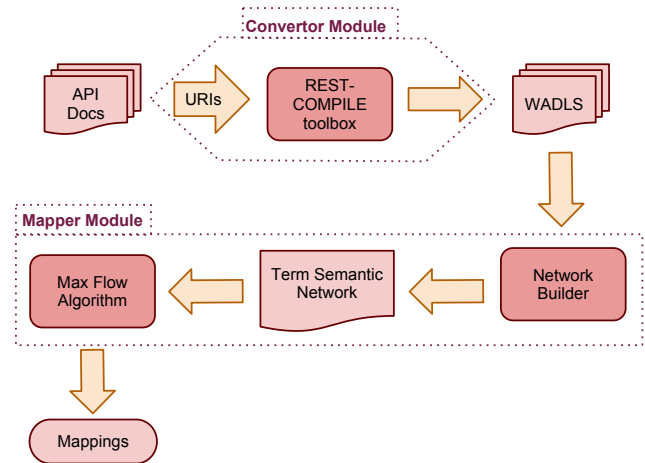 Convertor Module
API
Docs
URIs
REST-
COMPILE
toolbox
WADLS
Mapper Module
Max Flow
Algorithm
Term Semantic
Network
Network
Builder
Mappings